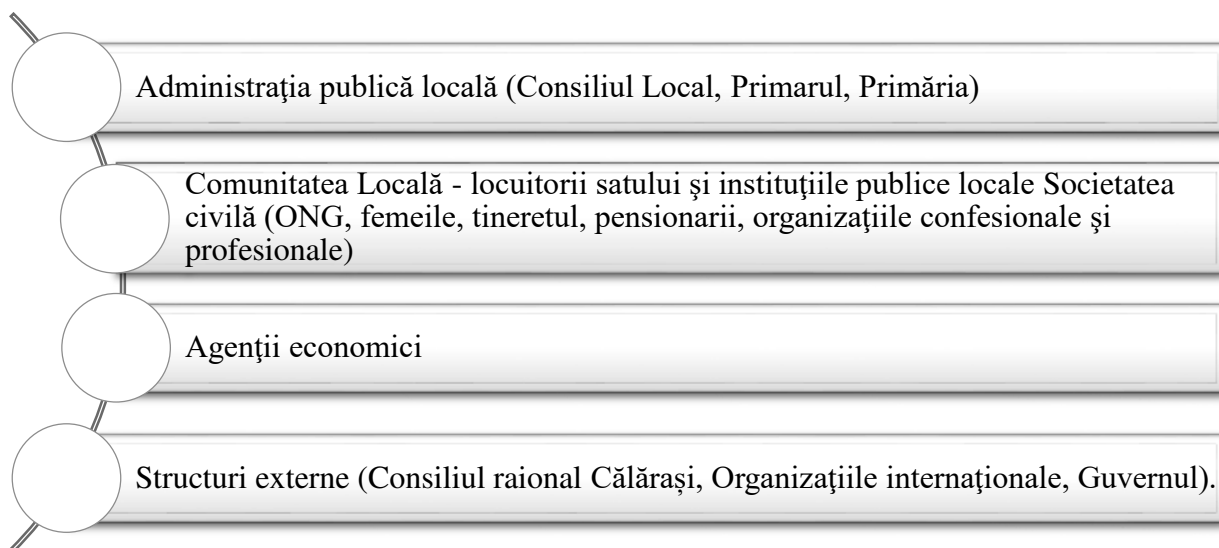 Administraţia publică locală (Consiliul Local, Primarul, Primăria)
Comunitatea Locală - locuitorii satului şi instituţiile publice locale Societatea
civilă (ONG, femeile, tineretul, pensionarii, organizaţiile confesionale şi
profesionale)
Agenţii economici
Structuri externe (Consiliul raional Călărași, Organizaţiile internaţionale, Guvernul).